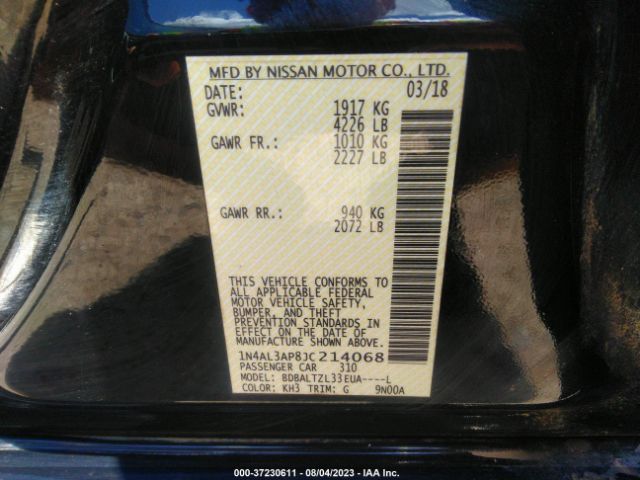 MFD BY NISSAN MOTOR CO., LTD.
DATE: 03/18
GVWR: 1917 KG
4226 LB
GAWR FR.: 1010 KG
2227 LB
GAWR RR.: 940 KG
2072 LB
THIS VEHICLE CONFORMS TO
ALL APPLICABLE FEDERAL
MOTOR VEHICLE SAFETY,
BUMPER, AND THEFT
PREVENTION STANDARDS IN
EFFECT ON THE DATE OF
MANUFACTURE SHOWN ABOVE.
1N4AL3AP8JC214068
PASSENGER CAR 310
MODEL: BDBALTZL33EUA----L
COLOR: KH3 TRIM: G 9N00A
000-37230611 - 08/04/2023 - IAA Inc.